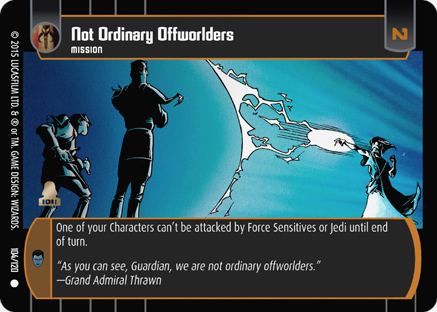 Not Ordinary Offworlders
MISSION
N
One of your Characters can't be attacked by Force Sensitives or Jedi until end
of turn.
"As you can see, Guardian, we are not ordinary offworlders."
—Grand Admiral Thrawn
© 2015 LUCASFILM LTD. & ® or TM. GAME DESIGN: WIZARDS.
104/120